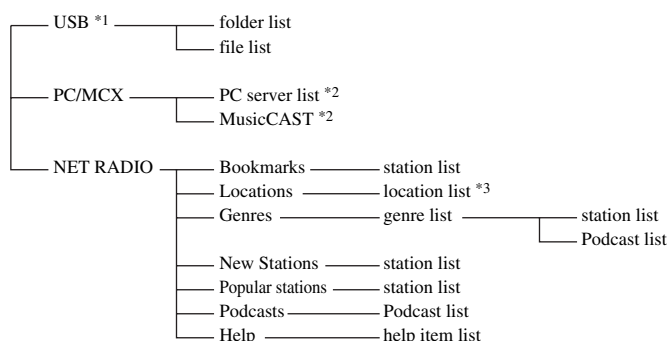 USB *1 folder list
file list
PC/MCX PC server list *2
MusicCAST *2
NET RADIO Bookmarks station list
Locations location list *3
Genres genre list station list
Podcast list
New Stations station list
Popular stations station list
Podcasts Podcast list
Help help item list